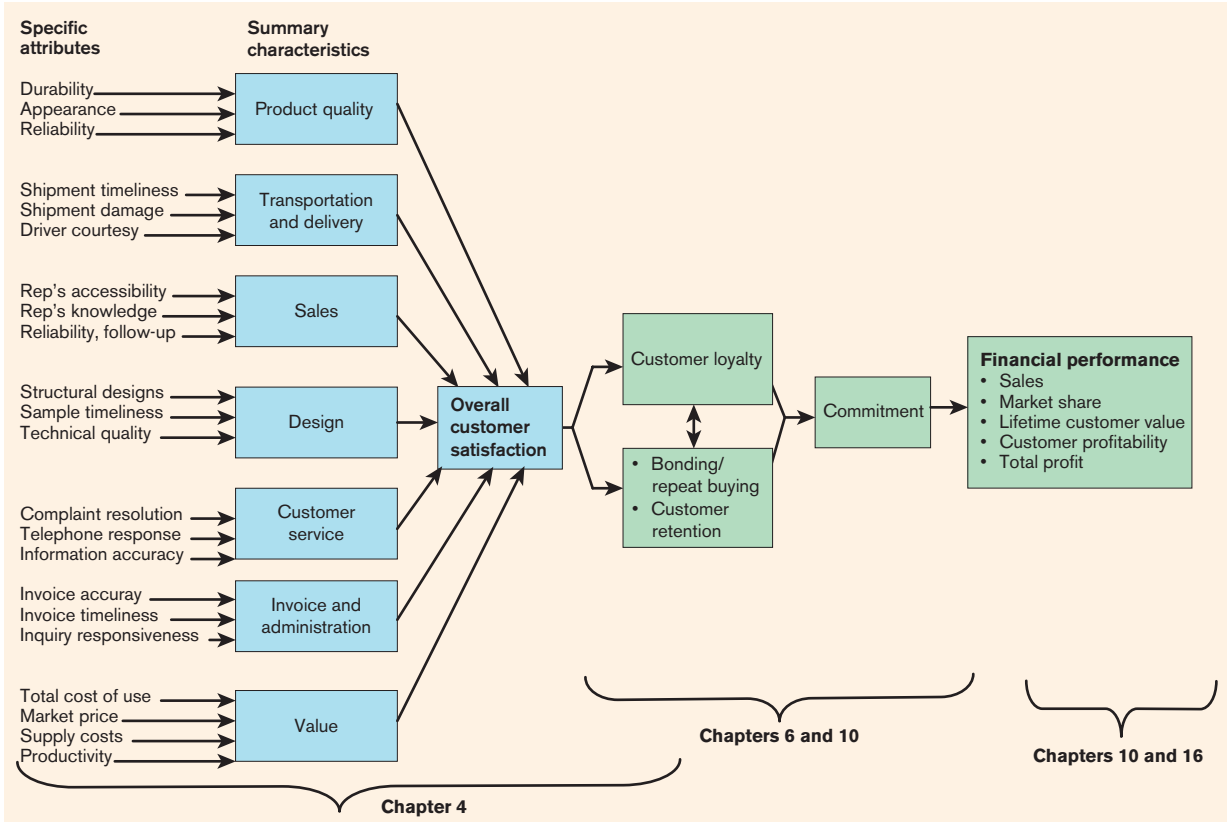 Specific
attributes
Summary
characteristics
Durability
Appearance
Reliability
Product quality
Shipment timeliness
Shipment damage
Driver courtesy
Transportation
and delivery
Rep's accessibility
Rep's knowledge
Reliability, follow-up
Sales
Structural designs
Sample timeliness
Technical quality
Design
Complaint resolution
Telephone response
Information accuracy
Customer
service
Invoice accuray
Invoice timeliness
Inquiry responsiveness
Invoice and
administration
Total cost of use
Market price
Supply costs
Productivity
Value
Overall
customer
satisfaction
Customer loyalty
• Bonding/
repeat buying
• Customer
retention
Commitment
Financial performance
• Sales
• Market share
• Lifetime customer value
• Customer profitability
• Total profit
Chapter 4
Chapters 6 and 10
Chapters 10 and 16